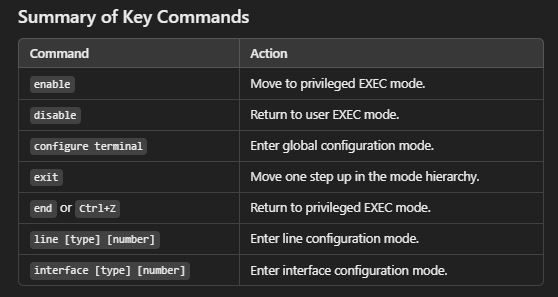 Summary of Key Commands
Command Action
enable Move to privileged EXEC mode.
disable Return to user EXEC mode.
configure terminal Enter global configuration mode.
exit Move one step up in the mode hierarchy.
end or Ctrl+Z Return to privileged EXEC mode.
line [type] [number] Enter line configuration mode.
interface [type] [number] Enter interface configuration mode.